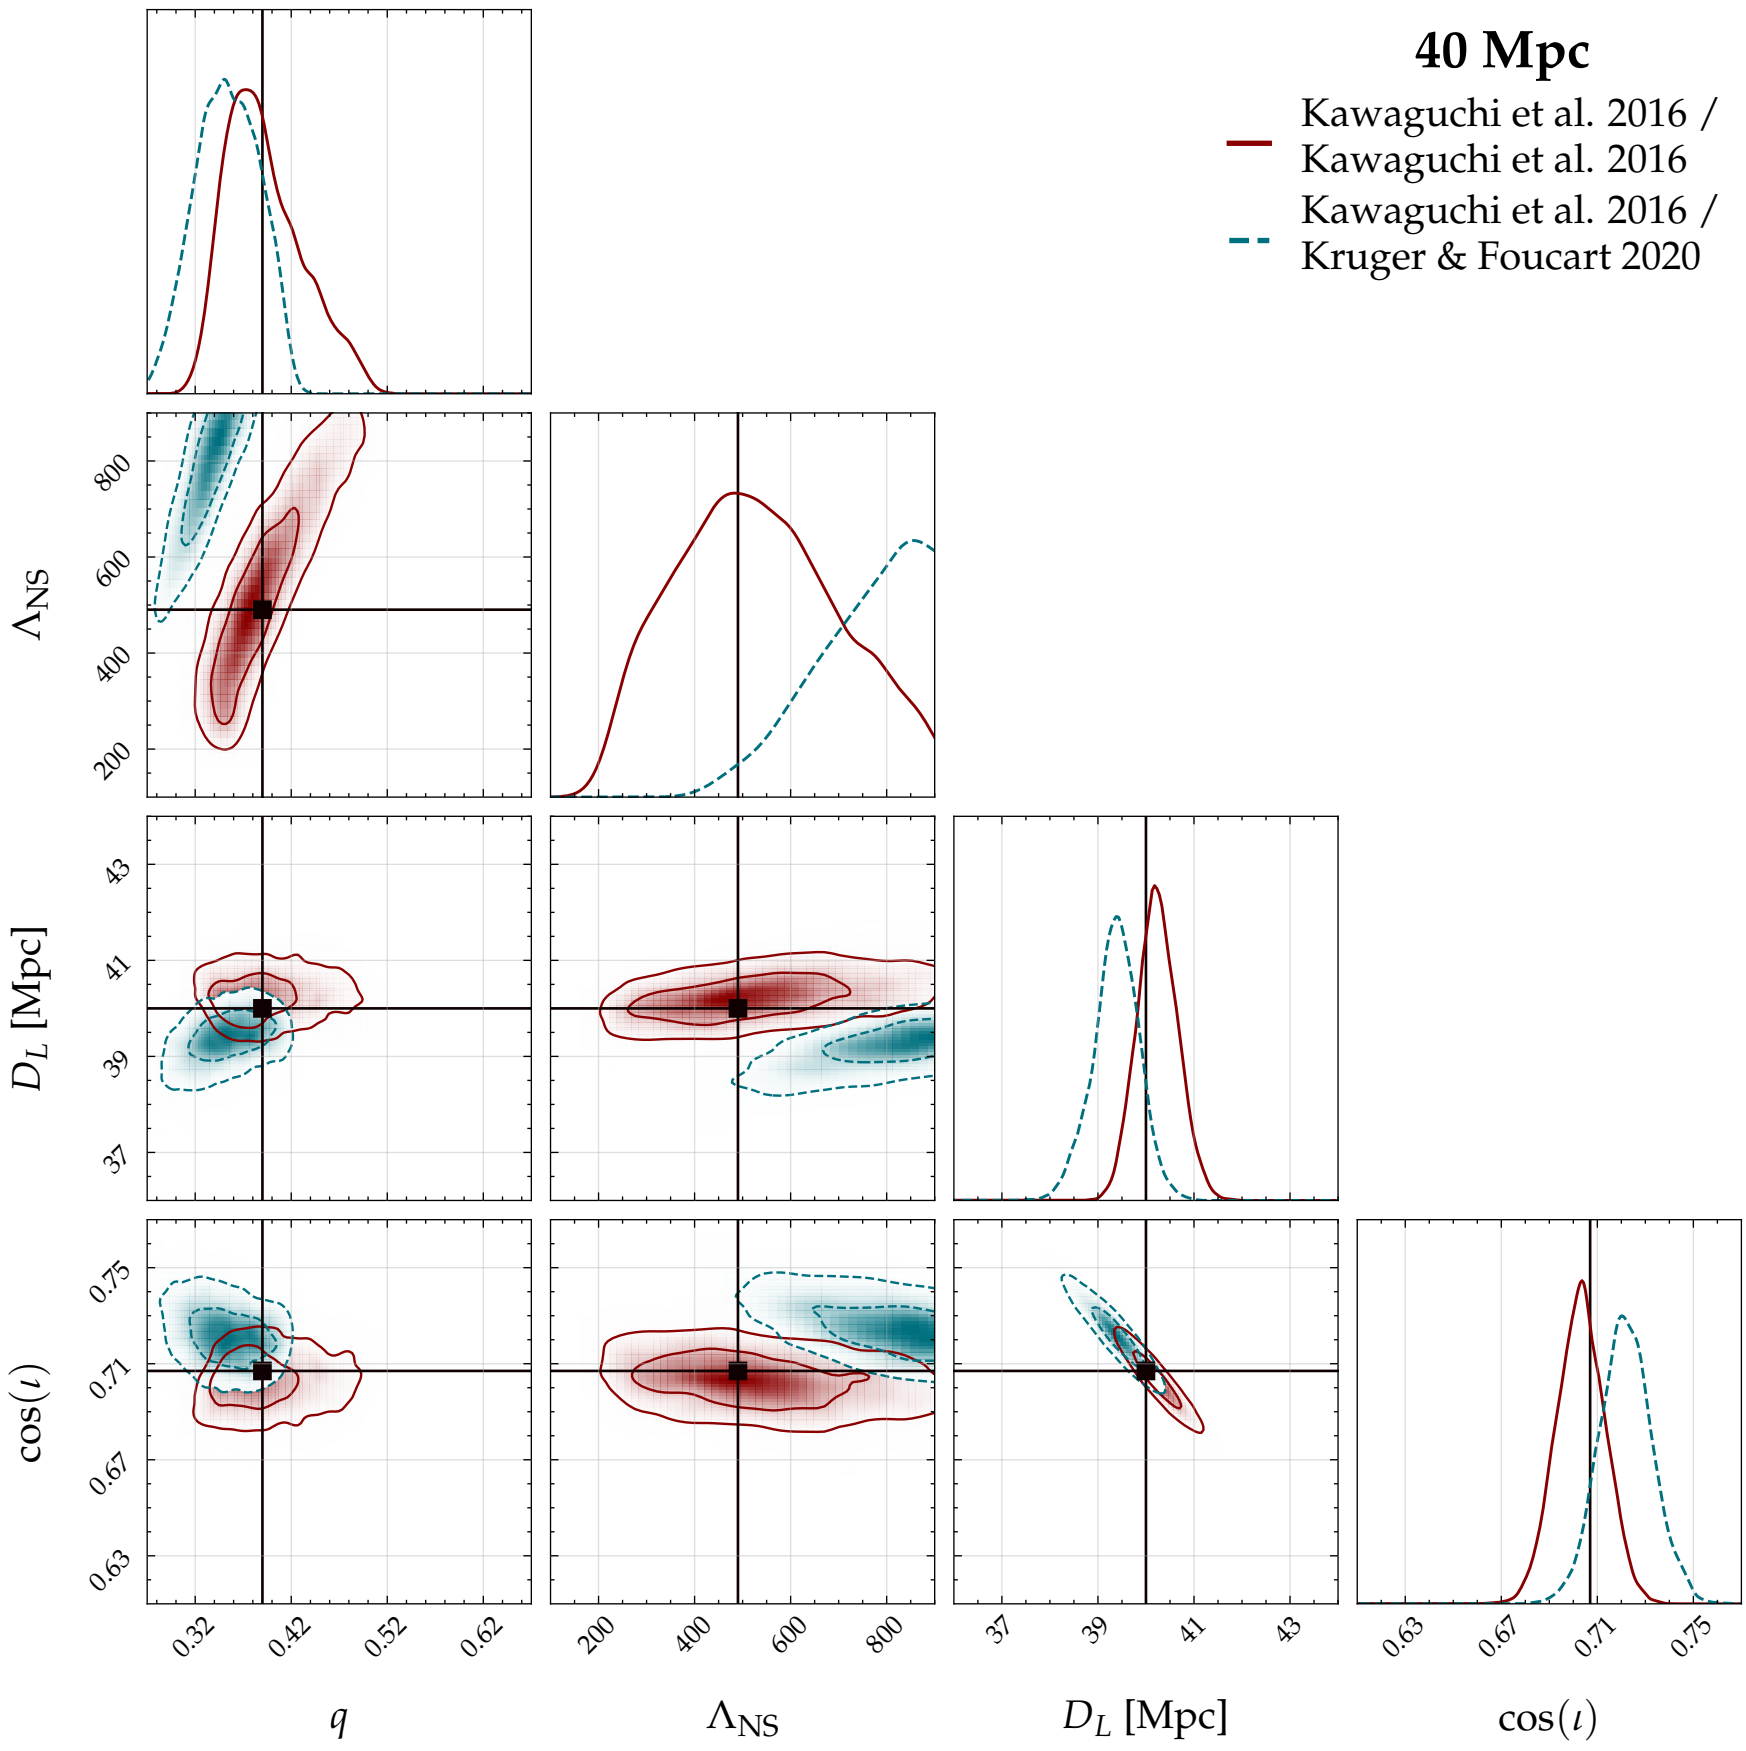 40 Mpc
Kawaguchi et al. 2016 /
Kawaguchi et al. 2016
Kawaguchi et al. 2016 /
Kruger & Foucart 2020
800
600
400
200
Λ_NS
43
41
39
37
D_L [Mpc]
0.75
0.71
0.67
0.63
cos(ι)
0.32 0.42 0.52 0.62 200 400 600 800 37 39 41 43 0.63 0.67 0.71 0.75
q Λ_NS D_L [Mpc] cos(ι)